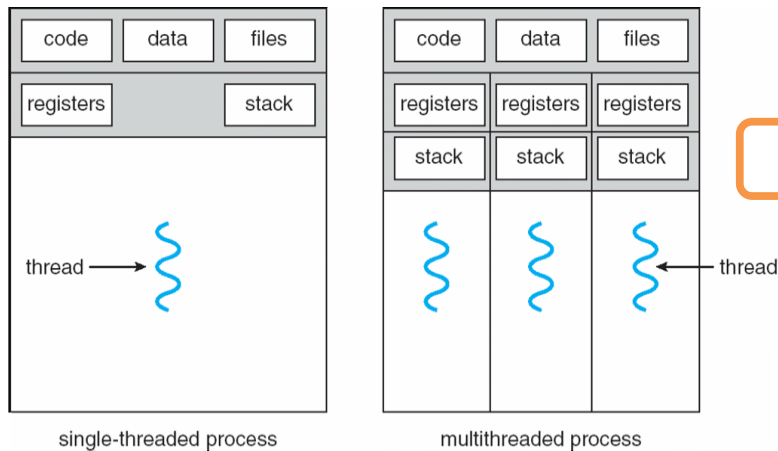 code data files
registers stack
thread
single-threaded process
code data files
registers registers registers
stack stack stack
thread
multithreaded process